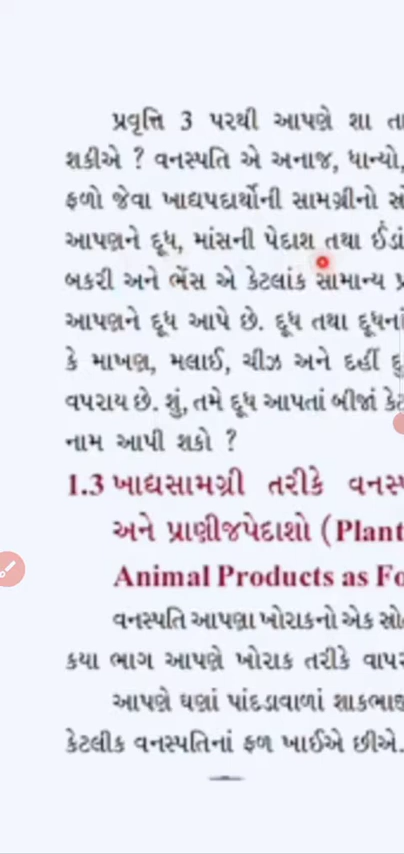 પ્રવૃત્તિ 3 પરથી આપણે શા તા
શકીએ ? વનસ્પતિ એ અનાજ, ધાન્યો,
ફળો જેવા ખાદ્યપદાર્થોની સામગ્રીનો સ્રો
આપણને દૂધ, માંસની પેદાશ તથા ઈંડાં
બકરી અને ભેંસ એ કેટલાંક સામાન્ય પ્ર
આપણને દૂધ આપે છે. દૂધ તથા દૂધનાં
કે માખણ, મલાઈ, ચીઝ અને દહીં દુ
વપરાય છે. શું, તમે દૂધ આપતાં બીજાં કેટ
નામ આપી શકો ?
1.3 ખાદ્યસામગ્રી તરીકે વનસ્પ
અને પ્રાણીજપેદાશો (Plant
Animal Products as Fo
વનસ્પતિ આપણા ખોરાકનો એક સ્રોત
કયા ભાગ આપણે ખોરાક તરીકે વાપર
આપણે ઘણાં પાંદડાવાળાં શાકભાજ
કેટલીક વનસ્પતિનાં ફળ ખાઈએ છીએ.